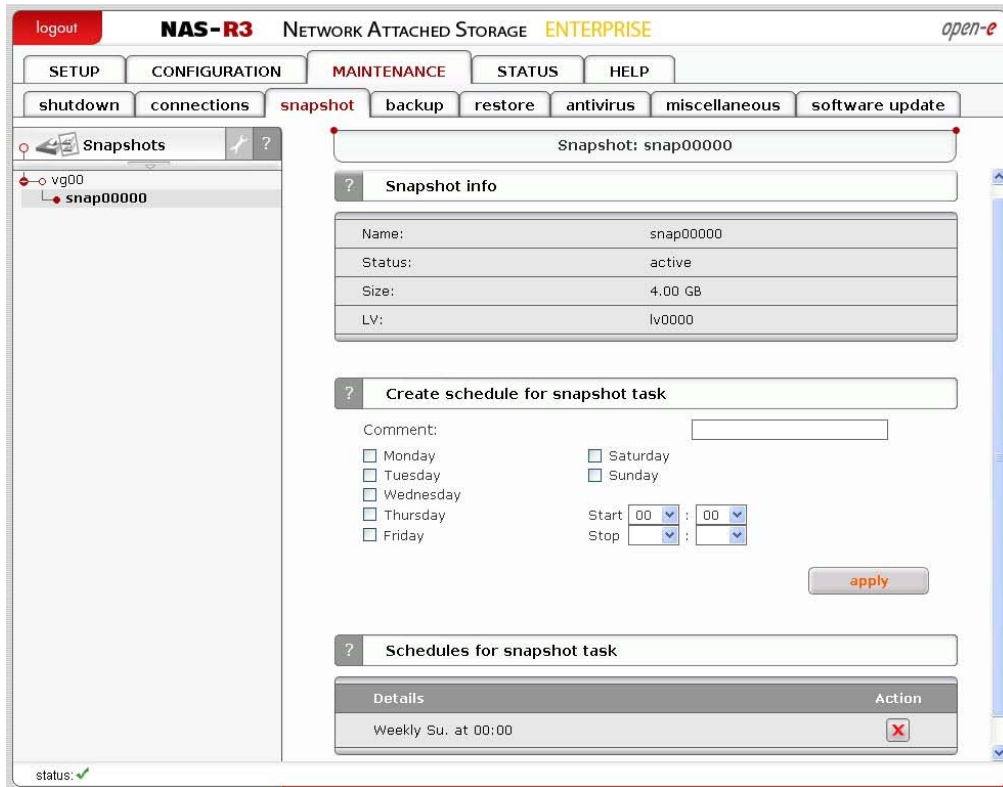 logout NAS-R3 NETWORK ATTACHED STORAGE ENTERPRISE open-e
SETUP CONFIGURATION MAINTENANCE STATUS HELP
shutdown connections snapshot backup restore antivirus miscellaneous software update
Snapshots ?
vg00
snap00000
Snapshot: snap00000
? Snapshot info
Name: snap00000
Status: active
Size: 4.00 GB
LV: lv0000
? Create schedule for snapshot task
Comment:
Monday Saturday
Tuesday Sunday
Wednesday
Thursday Start 00 : 00
Friday Stop :
apply
? Schedules for snapshot task
Details Action
Weekly Su. at 00:00
status: